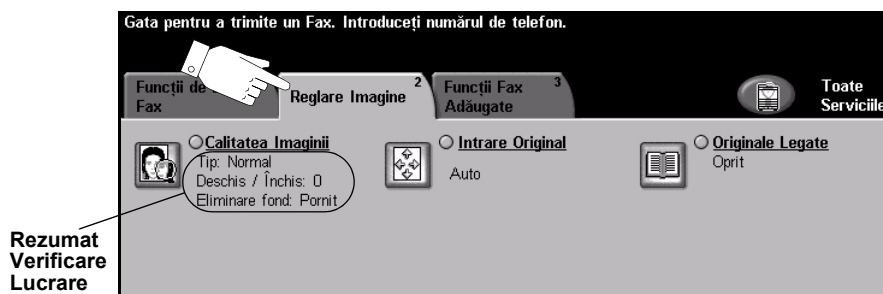 Gata pentru a trimite un Fax. Introduceți numărul de telefon.
Funcții de
Fax
Reglare Imagine
2
Funcții Fax
Adăugate
3
Toate
Serviciile
Calitatea Imaginii
Tip: Normal
Deschis / Închis: 0
Eliminare fond: Pornit
Intrare Original
Auto
Originale Legate
Oprit
Rezumat
Verificare
Lucrare